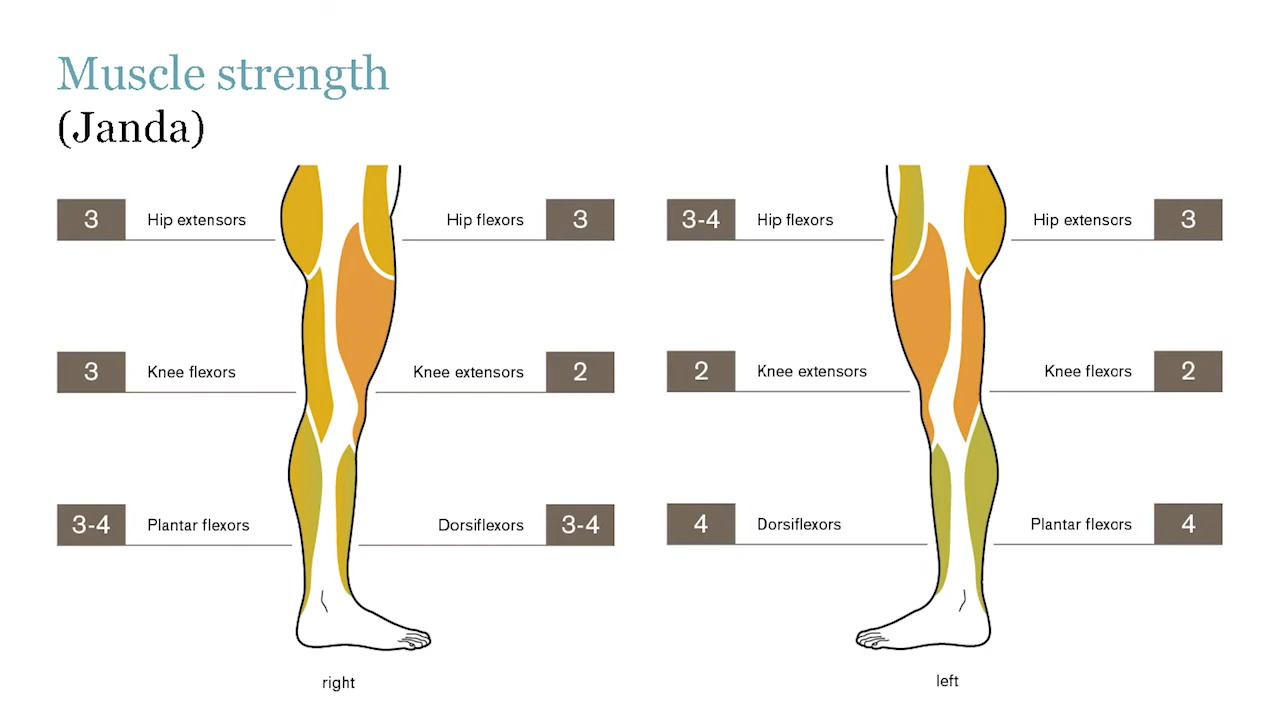 Muscle strength
(Janda)
3 Hip extensors Hip flexors 3
3-4 Hip flexors Hip extensors 3
3 Knee flexors Knee extensors 2
2 Knee extensors Knee flexors 2
3-4 Plantar flexors Dorsiflexors 3-4
4 Dorsiflexors Plantar flexors 4
right
left